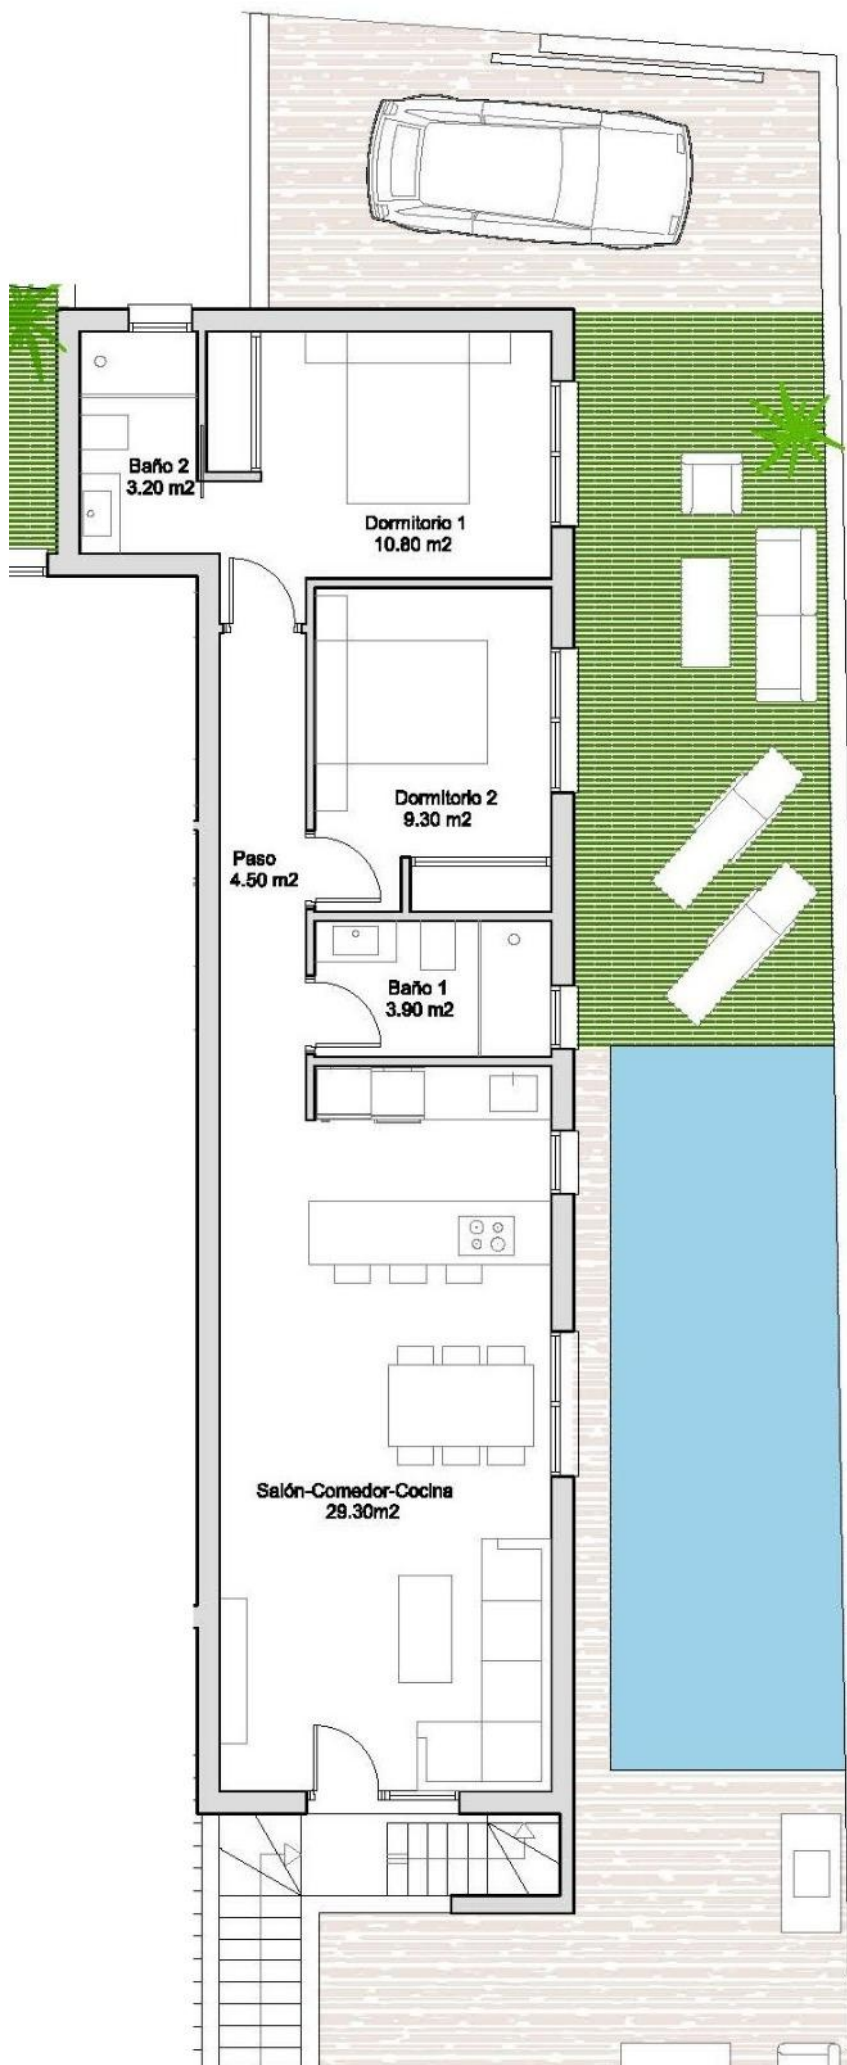 Baño 2
3.20 m2
Dormitorio 1
10.80 m2
Dormitorio 2
9.30 m2
Paso
4.50 m2
Baño 1
3.90 m2
Salón-Comedor-Cocina
29.30m2